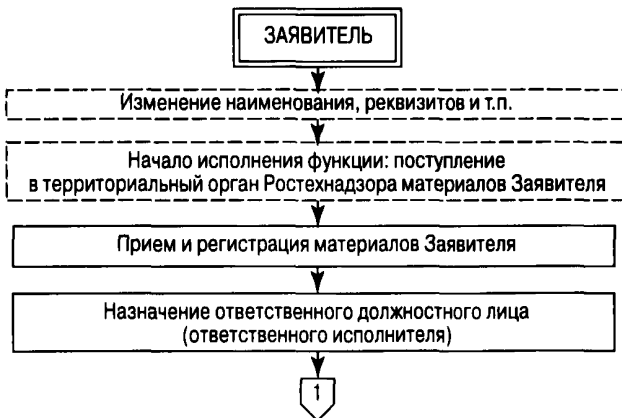 ЗАЯВИТЕЛЬ
Изменение наименования, реквизитов и т.п.
Начало исполнения функции: поступление
в территориальный орган Ростехнадзора материалов Заявителя
Прием и регистрация материалов Заявителя
Назначение ответственного должностного лица
(ответственного исполнителя)
1